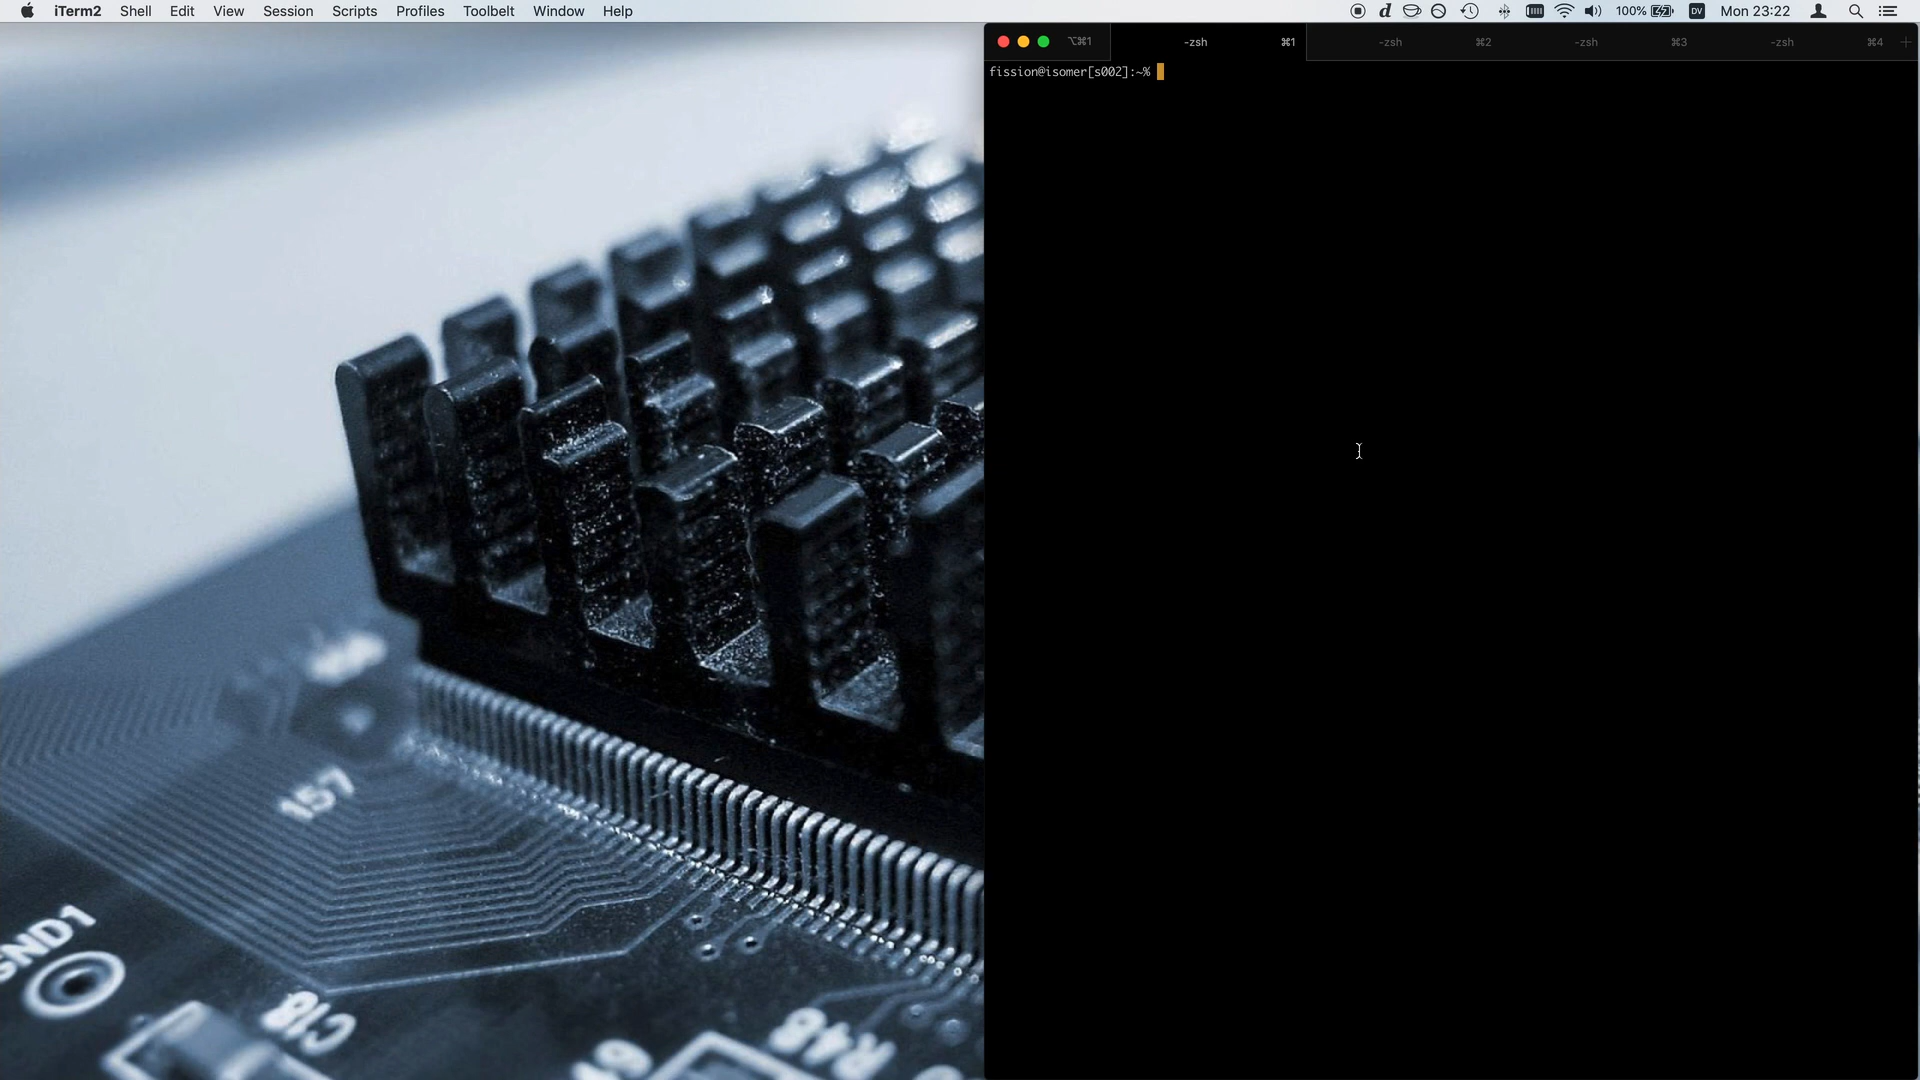 iTerm2 Shell Edit View Session Scripts Profiles Toolbelt Window Help 100% DV Mon 23:22
⌥⌘1 -zsh ⌘1 -zsh ⌘2 -zsh ⌘3 -zsh ⌘4 +
fission@isomer[s002]:~%
157
GND1
C18
R48